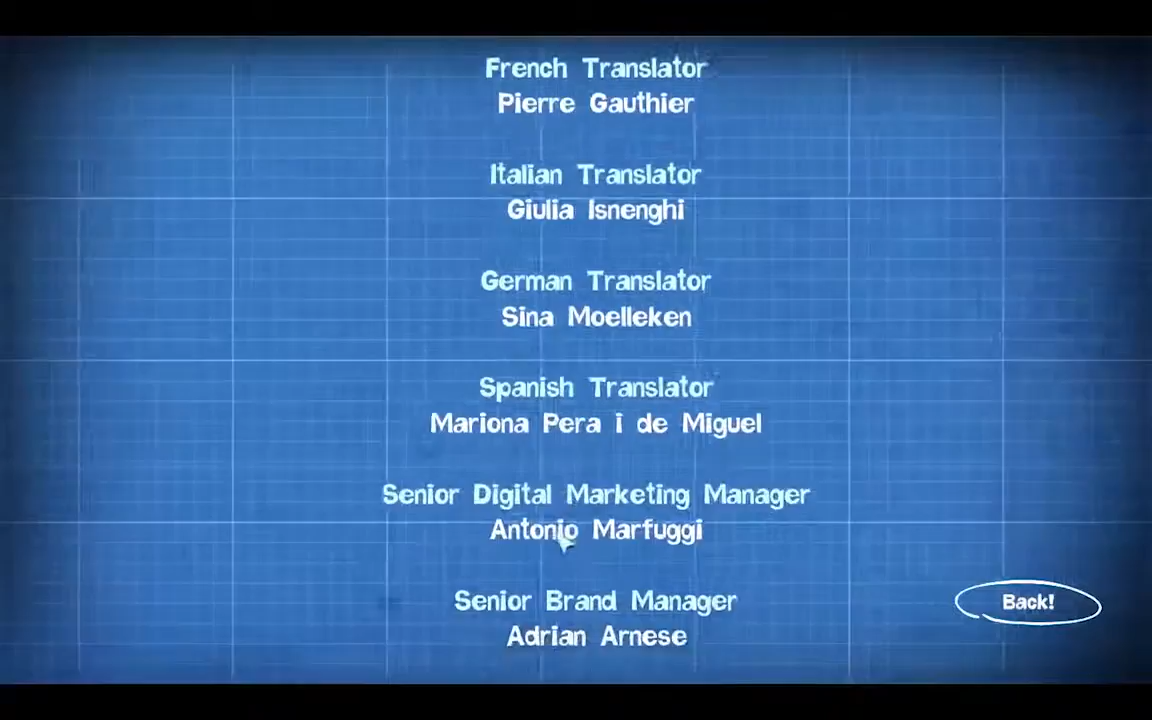 French Translator
Pierre Gauthier
Italian Translator
Giulia Isnenghi
German Translator
Sina Moelleken
Spanish Translator
Mariona Pera i de Miguel
Senior Digital Marketing Manager
Antonio Marfuggi
Senior Brand Manager
Adrian Arnese
Back!